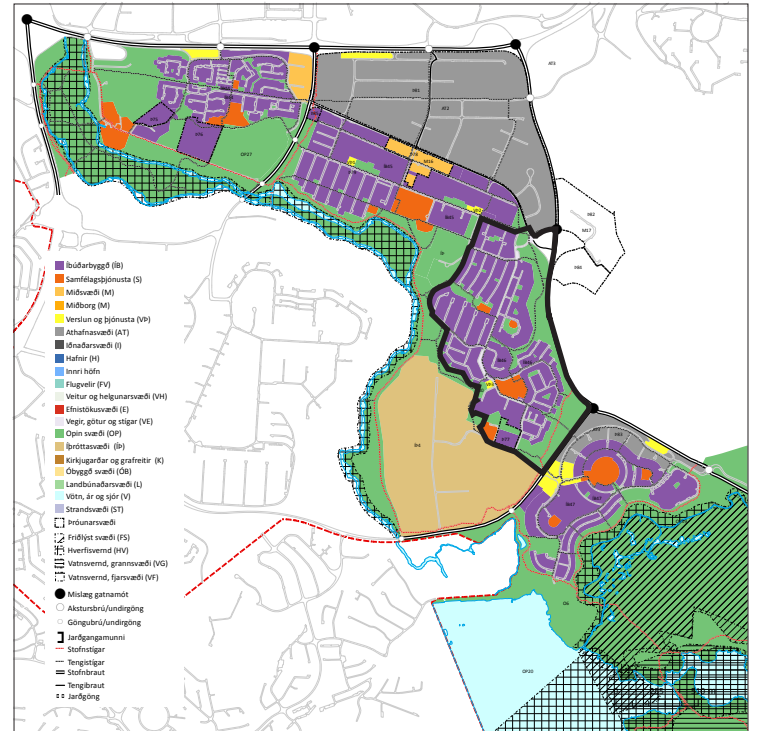 Íbúðarbyggð (ÍB)
Samfélagsþjónusta (S)
Miðsvæði (M)
Miðborg (M)
Verslun og þjónusta (VÞ)
Athafnasvæði (AT)
Iðnaðarsvæði (I)
Hafnir (H)
Innri höfn
Flugvellir (FV)
Veitur og helgunarsvæði (VH)
Efnistökusvæði (E)
Vegir, götur og stígar (VE)
Opin svæði (OP)
Íþróttasvæði (ÍÞ)
Kirkjugarðar og grafreitir (K)
Óbyggð svæði (ÓB)
Landbúnaðarsvæði (L)
Vötn, ár og sjór (V)
Strandsvæði (ST)
Þróunarsvæði
Friðlýst svæði (FS)
Hverfisvernd (HV)
Vatnsvernd, grannsvæði (VG)
Vatnsvernd, fjarsvæði (VF)
Mislæg gatnamót
Akstursbrú/undirgöng
Göngubrú/undirgöng
Jarðgangamunni
Stofnstígar
Tengistígar
Stofnbraut
Tengibraut
Jarðgöng
AT3
AT2
OP27
M16
M17
OP20